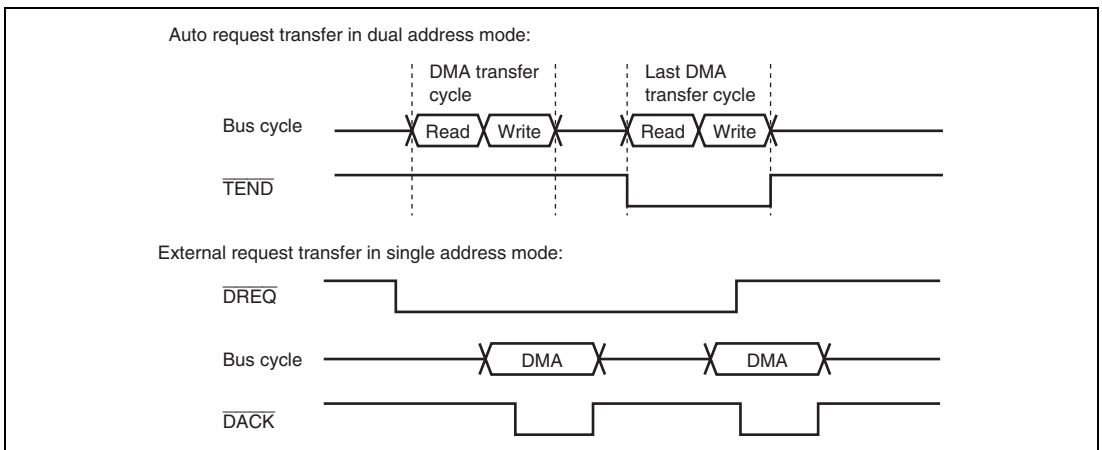 Auto request transfer in dual address mode:
DMA transfer cycle
Last DMA transfer cycle
Bus cycle
Read
Write
Read
Write
TEND
External request transfer in single address mode:
DREQ
Bus cycle
DMA
DMA
DACK